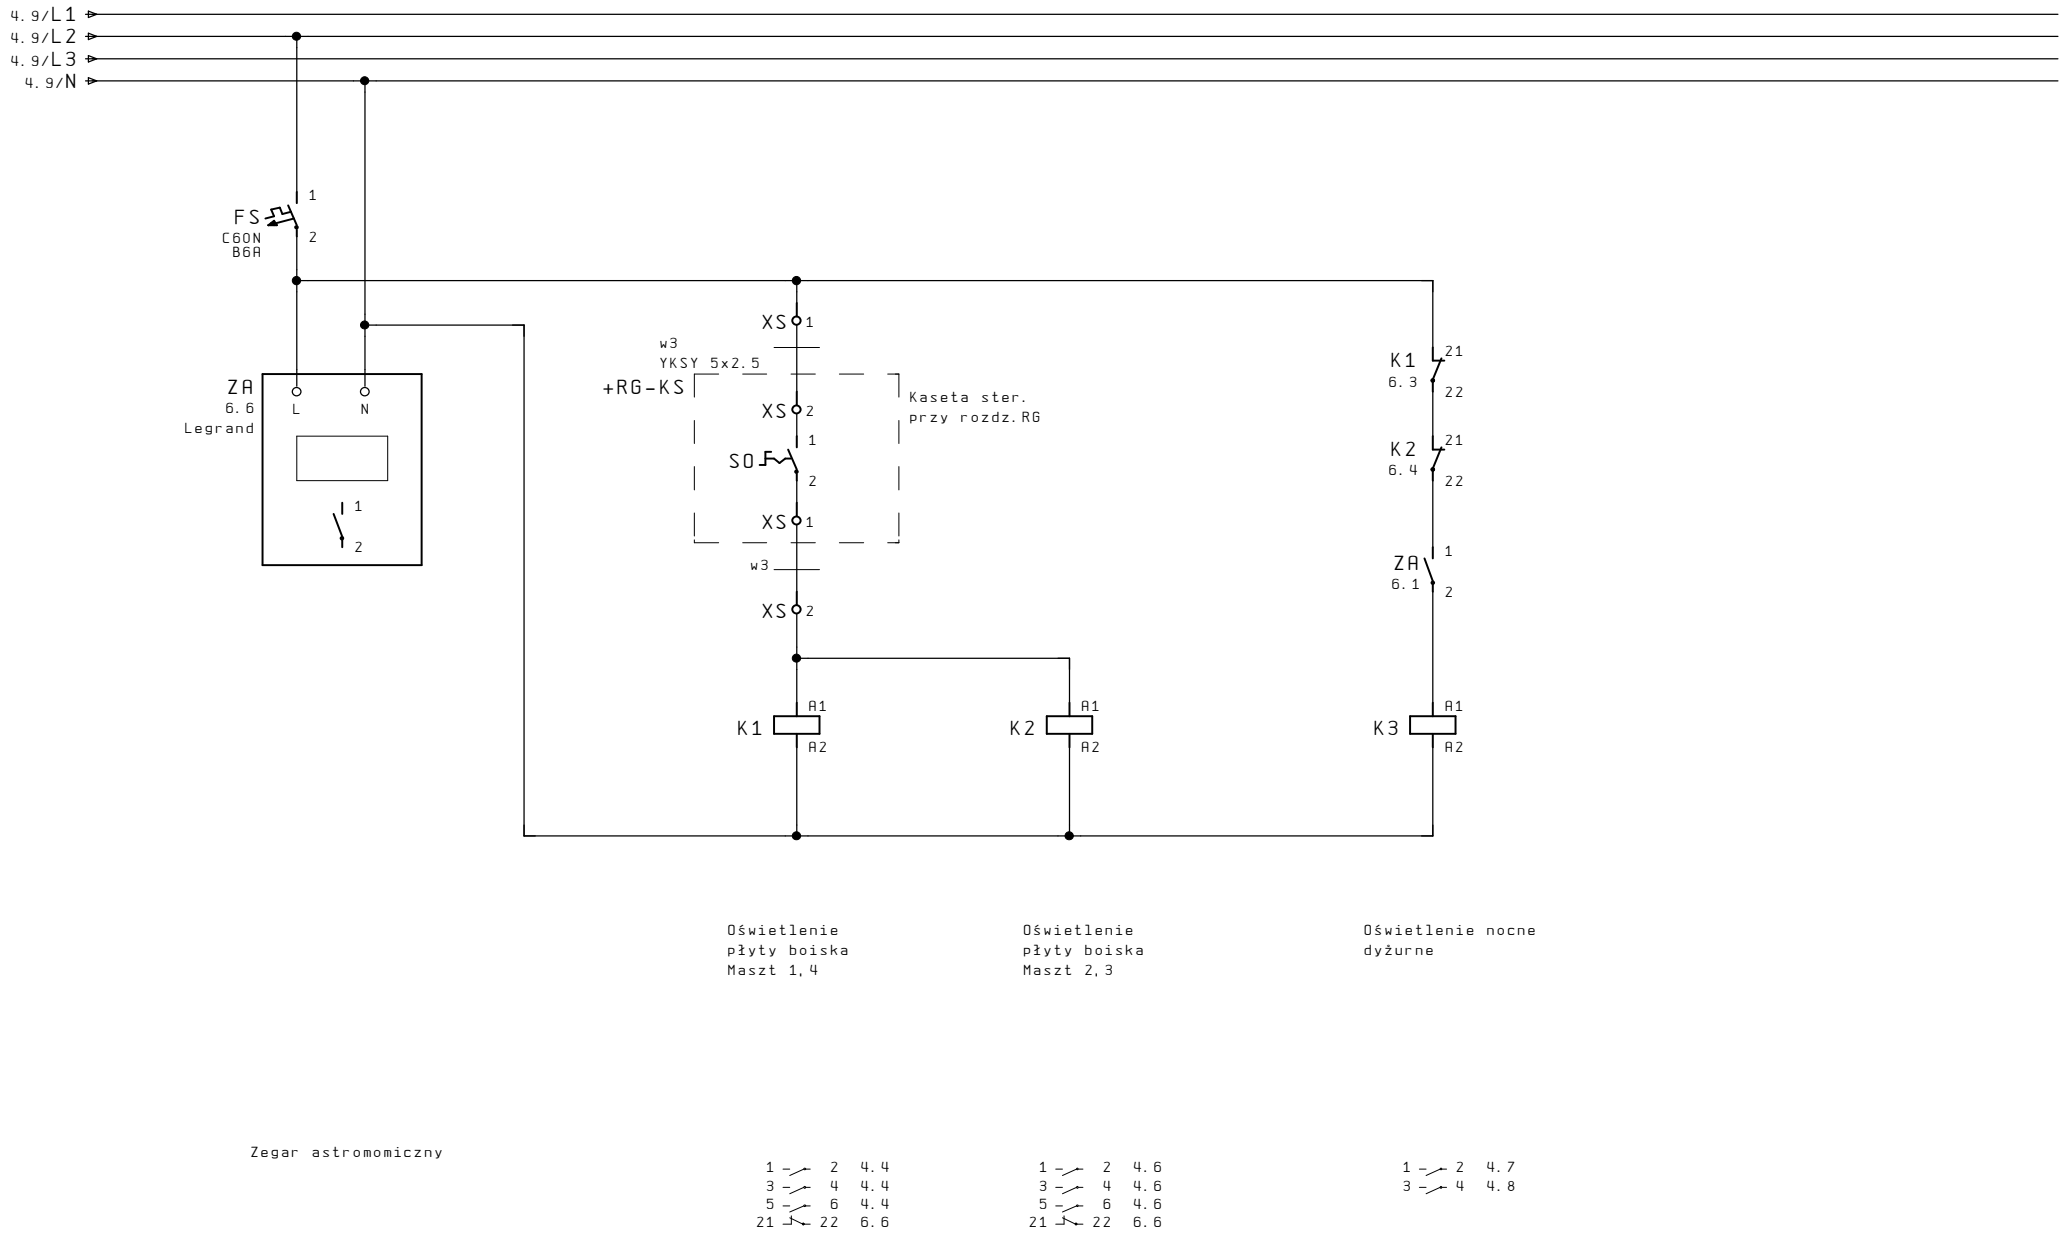 4.9/L1
4.9/L2
4.9/L3
4.9/N
1
FS
C60N
B6A
2
XS 1
w3
YKSY 5x2.5
+RG-KS
Kaseta ster.
przy rozdz.RG
XS 2
1
S0
2
XS 1
w3
XS 2
ZA
6.6
Legrand
L N
1
2
K1
6.3
21
22
K2
6.4
21
22
ZA
6.1
1
2
K1 A1
A2
K2 A1
A2
K3 A1
A2
Oświetlenie
płyty boiska
Maszt 1,4
Oświetlenie
płyty boiska
Maszt 2,3
Oświetlenie nocne
dyżurne
Zegar astromomiczny
1 2 4.4
3 4 4.4
5 6 4.4
21 22 6.6
1 2 4.6
3 4 4.6
5 6 4.6
21 22 6.6
1 2 4.7
3 4 4.8